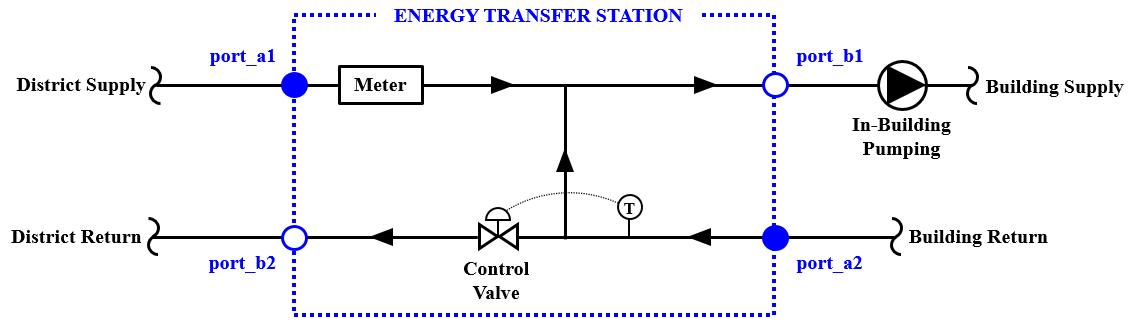 ENERGY TRANSFER STATION
port_a1
port_b1
District Supply
Meter
Building Supply
In-Building
Pumping
T
District Return
Building Return
port_b2
Control
Valve
port_a2